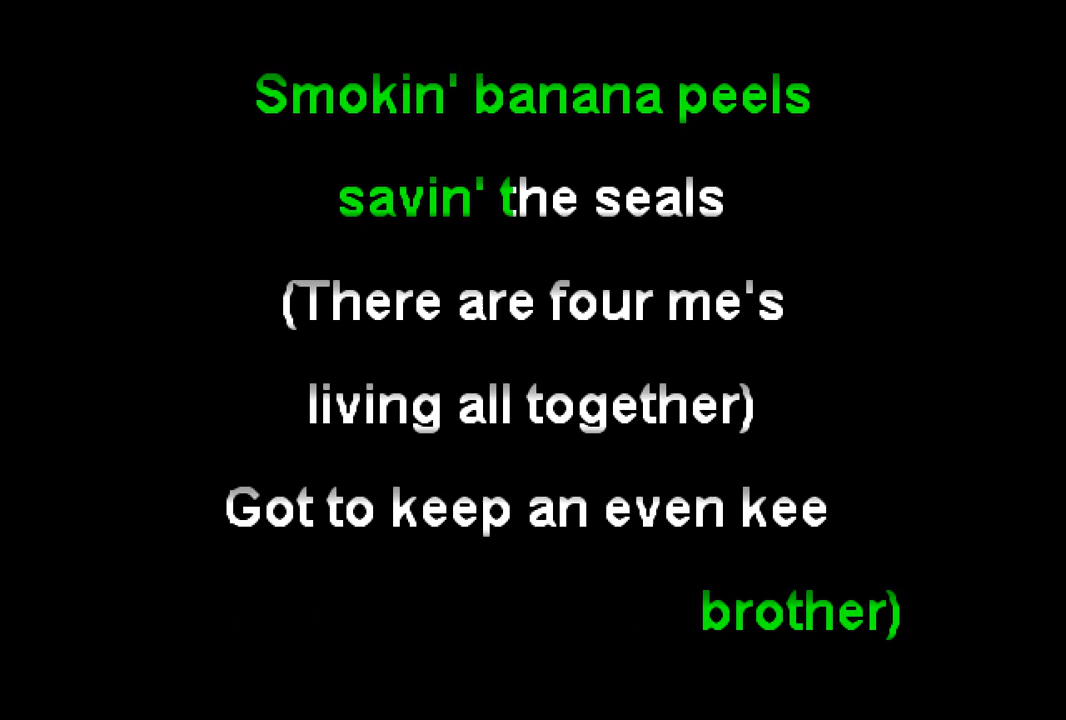 Smokin' banana peels
savin' the seals
(There are four me's
living all together)
Got to keep an even kee
brother)